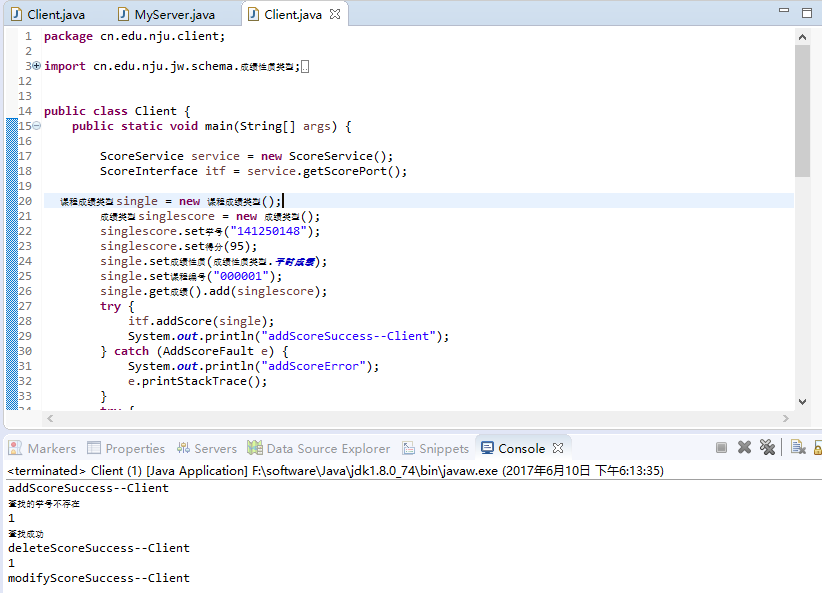 Client.java MyServer.java Client.java
1 package cn.edu.nju.client;
2
3 import cn.edu.nju.jw.schema.成绩性质类型;
12
13
14 public class Client {
15 public static void main(String[] args) {
16
17 ScoreService service = new ScoreService();
18 ScoreInterface itf = service.getScorePort();
19
20 课程成绩类型 single = new 课程成绩类型();
21 成绩类型 singlescore = new 成绩类型();
22 singlescore.set学号("141250148");
23 singlescore.set得分(95);
24 single.set成绩性质(成绩性质类型.平时成绩);
25 single.set课程编号("000001");
26 single.get成绩().add(singlescore);
27 try {
28 itf.addScore(single);
29 System.out.println("addScoreSuccess--Client");
30 } catch (AddScoreFault e) {
31 System.out.println("addScoreError");
32 e.printStackTrace();
33 }
34 try {
Markers Properties Servers Data Source Explorer Snippets Console
<terminated> Client (1) [Java Application] F:\software\Java\jdk1.8.0_74\bin\javaw.exe (2017年6月10日 下午6:13:35)
addScoreSuccess--Client
查找的学号不存在
1
查找成功
deleteScoreSuccess--Client
1
modifyScoreSuccess--Client